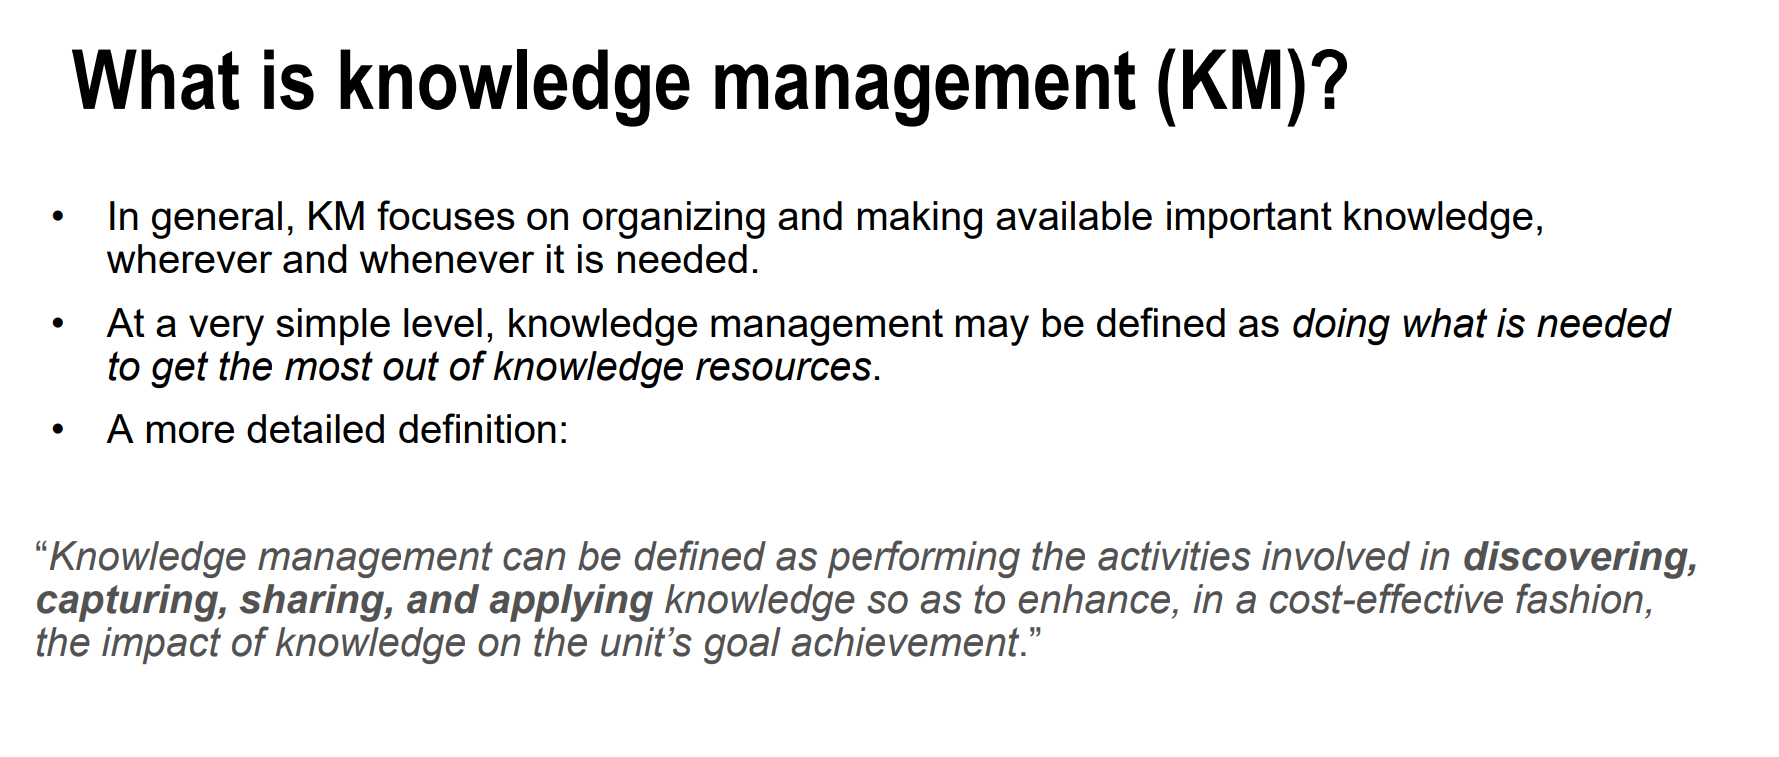 What is knowledge management (KM)?
• In general, KM focuses on organizing and making available important knowledge,
wherever and whenever it is needed.
• At a very simple level, knowledge management may be defined as doing what is needed
to get the most out of knowledge resources.
• A more detailed definition:
“Knowledge management can be defined as performing the activities involved in discovering,
capturing, sharing, and applying knowledge so as to enhance, in a cost-effective fashion,
the impact of knowledge on the unit’s goal achievement.”